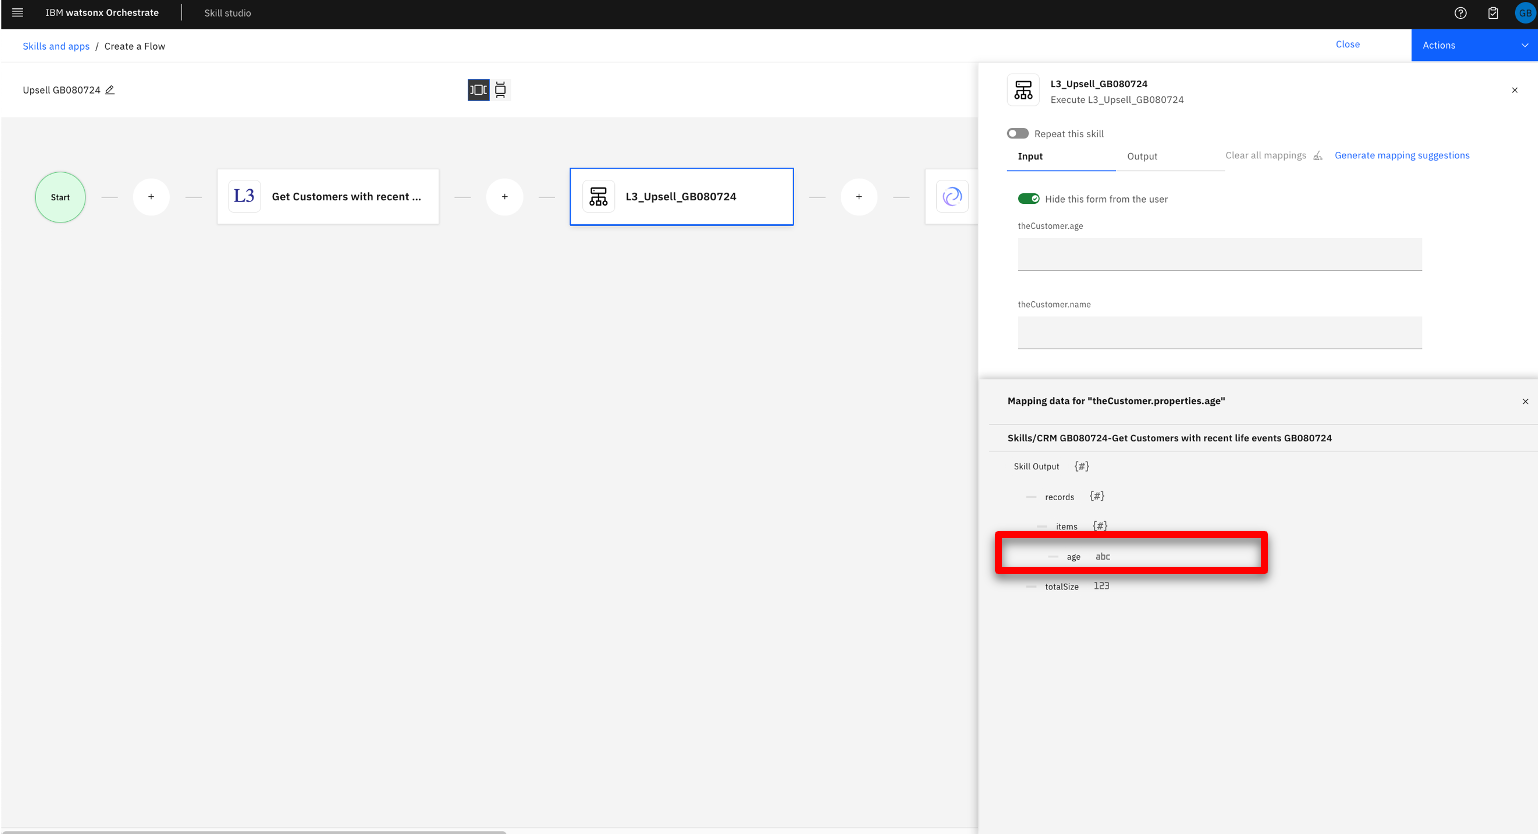 IBM watsonx Orchestrate
Skill studio
GB
Skills and apps / Create a Flow
Close
Actions
Upsell GB080724
L3_Upsell_GB080724
Execute L3_Upsell_GB080724
Repeat this skill
Input
Output
Clear all mappings
Generate mapping suggestions
Start
+
L3
Get Customers with recent ...
+
L3_Upsell_GB080724
+
Hide this form from the user
theCustomer.age
theCustomer.name
Mapping data for "theCustomer.properties.age"
Skills/CRM GB080724-Get Customers with recent life events GB080724
Skill Output {#}
records {#}
items {#}
age abc
totalSize 123